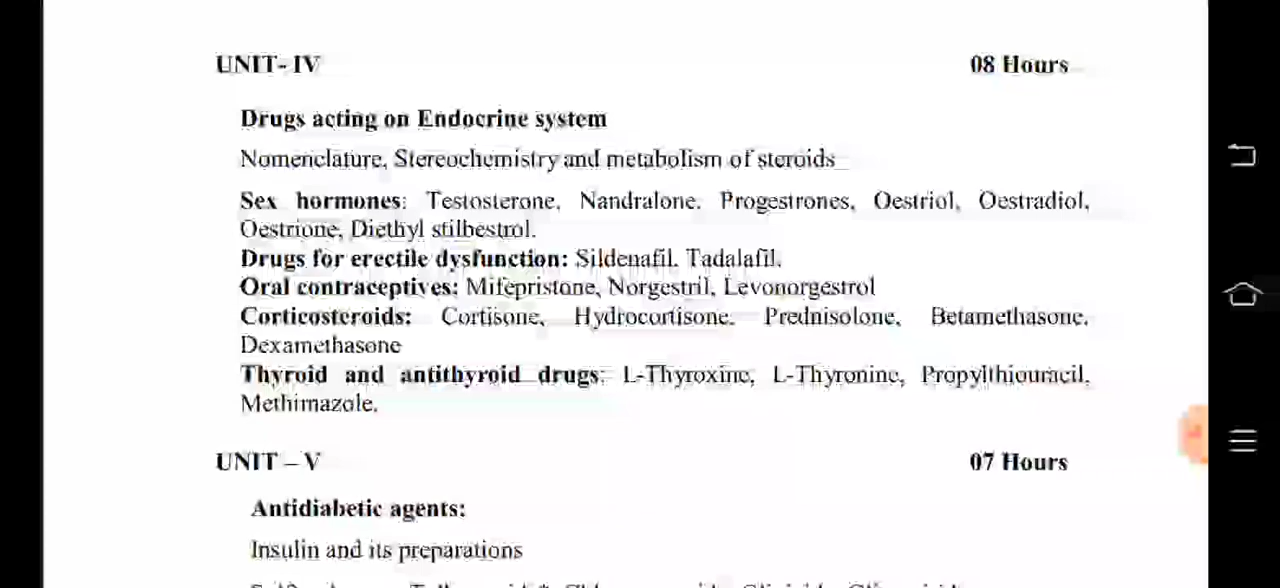 UNIT- IV 08 Hours
Drugs acting on Endocrine system
Nomenclature, Stereochemistry and metabolism of steroids
Sex hormones: Testosterone, Nandralone, Progestrones, Oestriol, Oestradiol,
Oestrione, Diethyl stilbestrol.
Drugs for erectile dysfunction: Sildenafil, Tadalafil.
Oral contraceptives: Mifepristone, Norgestril, Levonorgestrol
Corticosteroids: Cortisone, Hydrocortisone, Prednisolone, Betamethasone,
Dexamethasone
Thyroid and antithyroid drugs: L-Thyroxine, L-Thyronine, Propylthiouracil,
Methimazole.
UNIT – V 07 Hours
Antidiabetic agents:
Insulin and its preparations